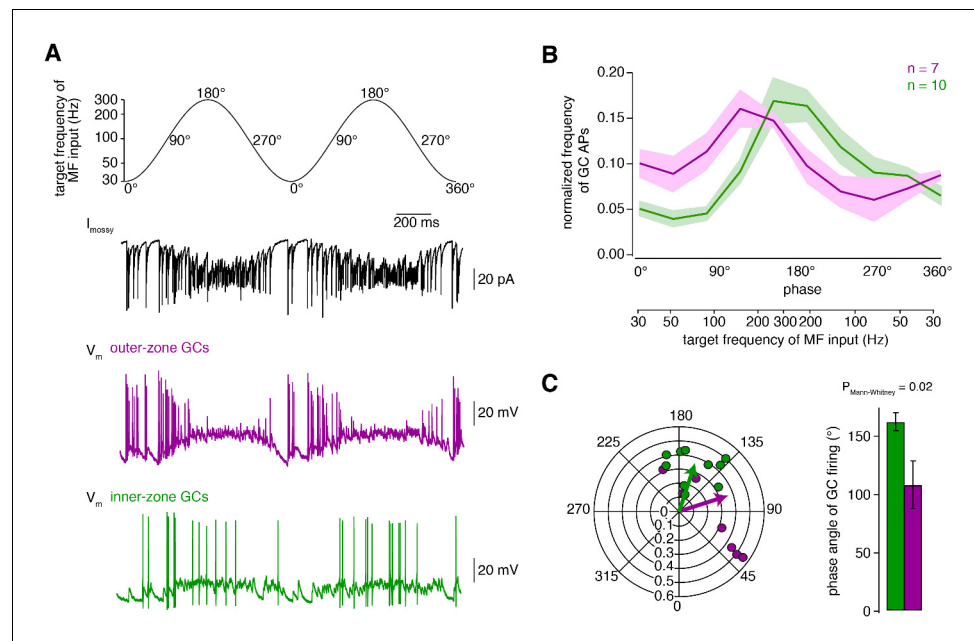 A
target frequency of
MF input (Hz)
300
200
100
50
30
180°
180°
90°
270°
90°
270°
0°
0°
360°
200 ms
I mossy
20 pA
V m outer-zone GCs
20 mV
V m inner-zone GCs
20 mV
B
n = 7
n = 10
normalized frequency
of GC APs
0.20
0.15
0.10
0.05
0.00
0° 90° 180° 270° 360°
phase
30 50 100 200 300 200 100 50 30
target frequency of MF input (Hz)
C
180
225 135
270 90
315 45
0
0
0.1
0.2
0.3
0.4
0.5
0.6
P Mann-Whitney = 0.02
phase angle of GC firing (°)
150
100
50
0